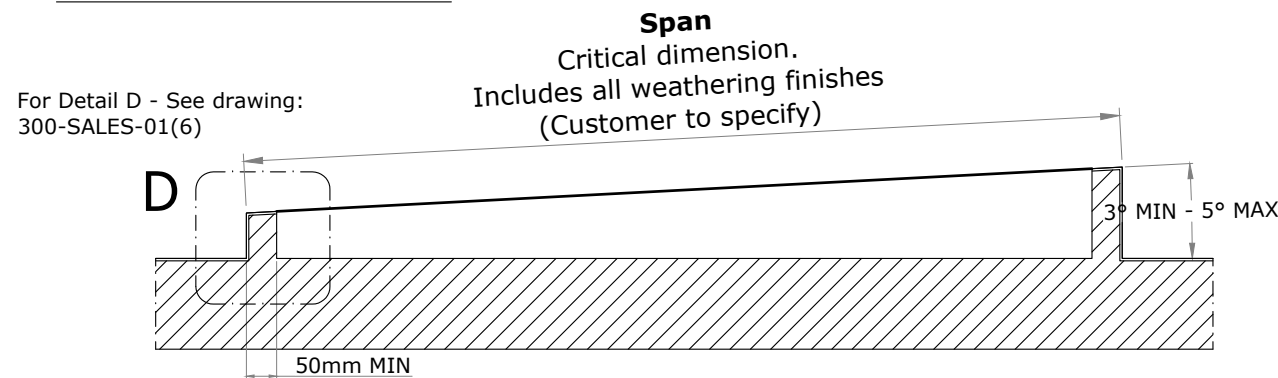 Span
Critical dimension.
Includes all weathering finishes
(Customer to specify)
For Detail D - See drawing:
300-SALES-01(6)
D
3° MIN - 5° MAX
50mm MIN